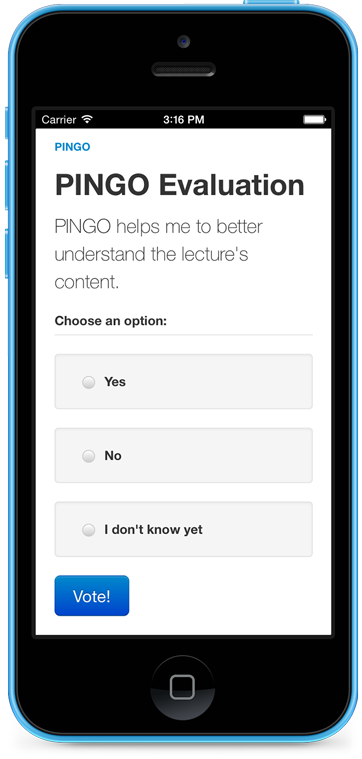 Carrier 3:16 PM
PINGO
PINGO Evaluation
PINGO helps me to better
understand the lecture's
content.
Choose an option:
Yes
No
I don't know yet
Vote!